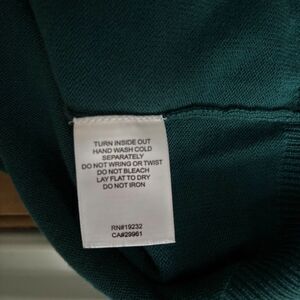 TURN INSIDE OUT
HAND WASH COLD
SEPARATELY
DO NOT WRING OR TWIST
DO NOT BLEACH
LAY FLAT TO DRY
DO NOT IRON
RN#19232
CA#29961